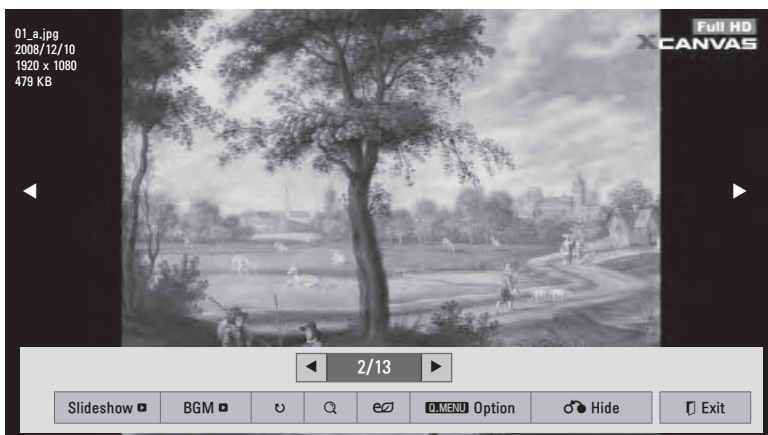 01_a.jpg
2008/12/10
1920 x 1080
479 KB
Full HD
XCANVAS
2/13
Slideshow BGM Q.MENU Option Hide Exit